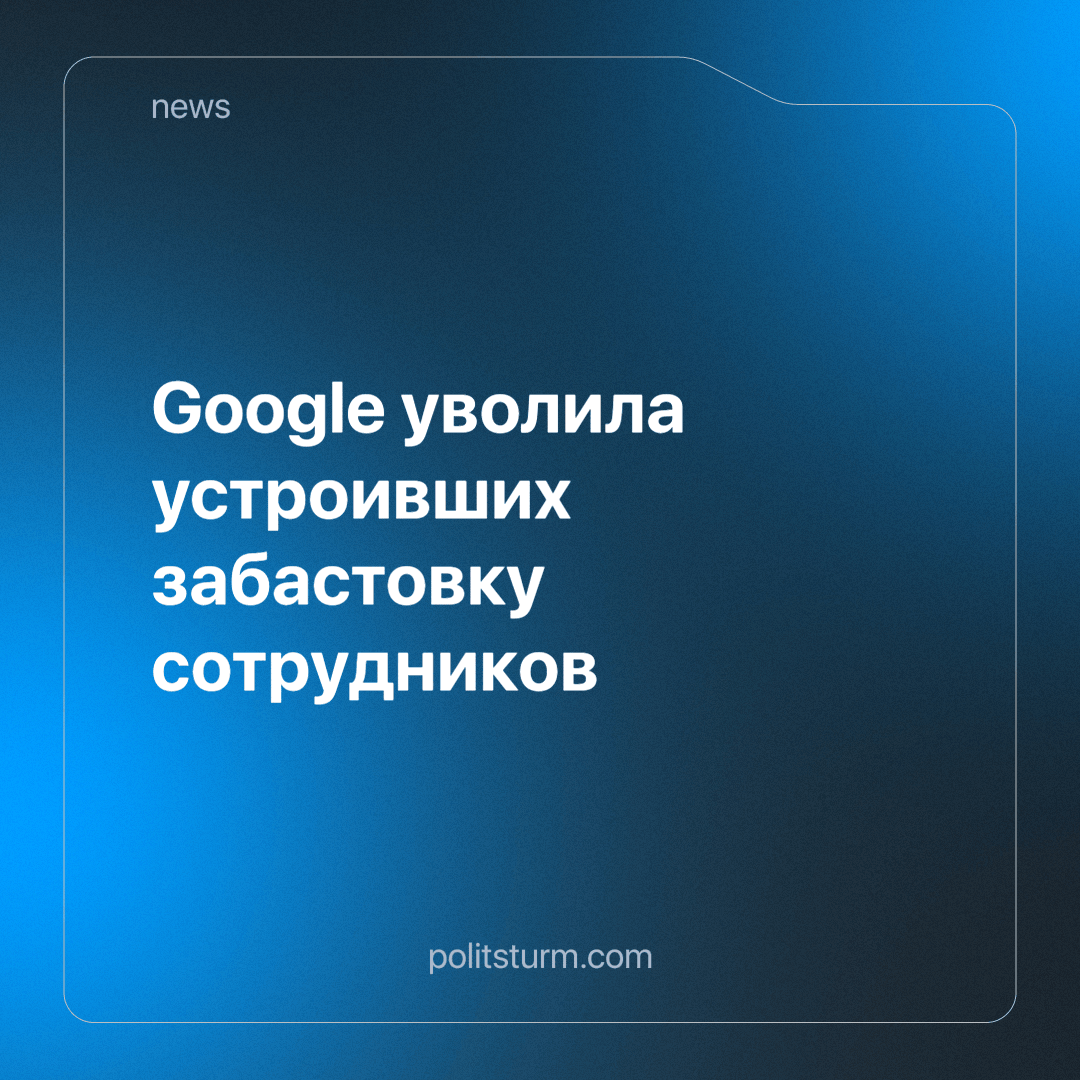 news
Google уволила
устроивших
забастовку
сотрудников
politsturm.com